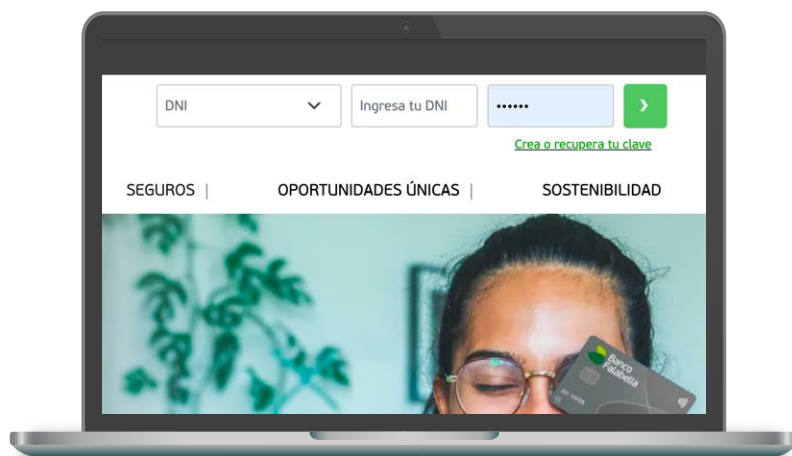 DNI
Ingresa tu DNI
••••••
Crea o recupera tu clave
SEGUROS |
OPORTUNIDADES ÚNICAS |
SOSTENIBILIDAD
Banco
Falabella